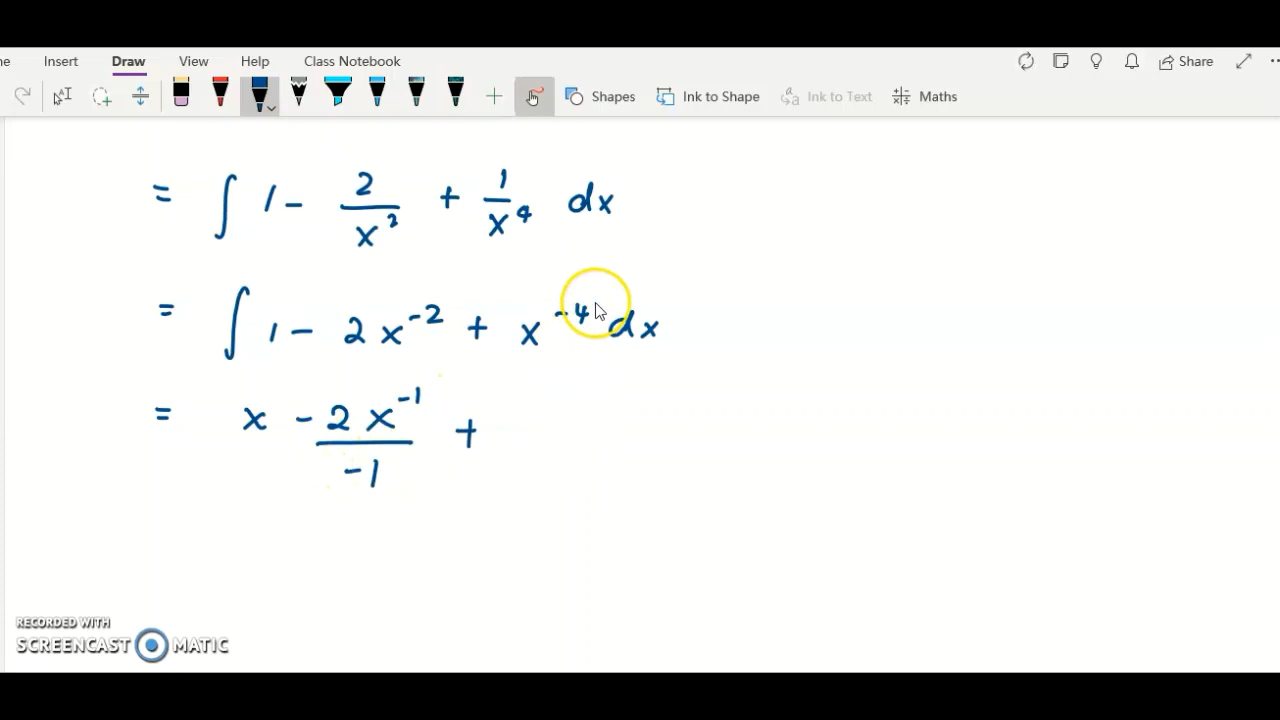 e Insert Draw View Help Class Notebook Share
Shapes Ink to Shape Ink to Text Maths
= ∫ 1 - 2/x² + 1/x⁴ dx
= ∫ 1 - 2x⁻² + x⁻⁴ dx
= x - 2x⁻¹/-1 +
RECORDED WITH
SCREENCAST MATIC